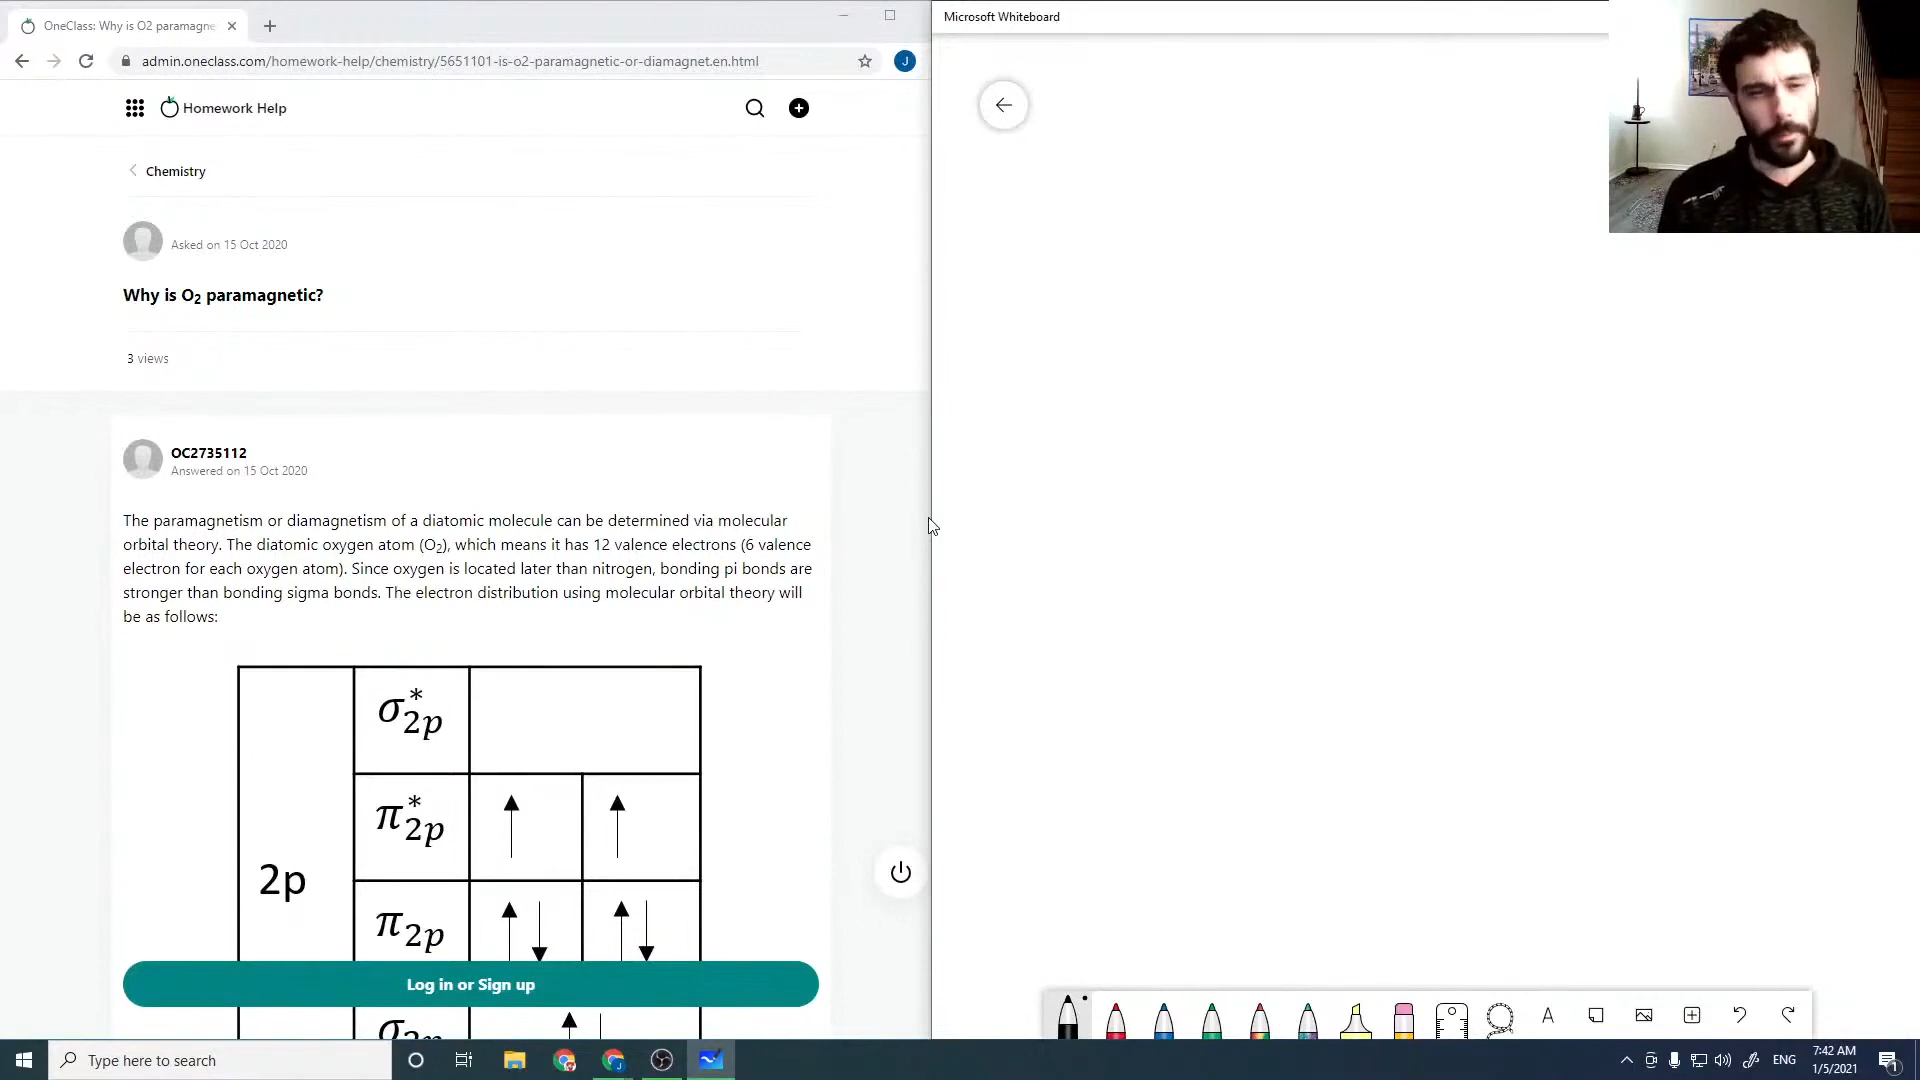 OneClass: Why is O2 paramagne
Microsoft Whiteboard
admin.oneclass.com/homework-help/chemistry/5651101-is-o2-paramagnetic-or-diamagnet.en.html
J
Homework Help
Chemistry
Asked on 15 Oct 2020
Why is O₂ paramagnetic?
3 views
OC2735112
Answered on 15 Oct 2020
The paramagnetism or diamagnetism of a diatomic molecule can be determined via molecular
orbital theory. The diatomic oxygen atom (O₂), which means it has 12 valence electrons (6 valence
electron for each oxygen atom). Since oxygen is located later than nitrogen, bonding pi bonds are
stronger than bonding sigma bonds. The electron distribution using molecular orbital theory will
be as follows:
σ*2p
π*2p
2p
π2p
Log in or Sign up
σ2p
A
Type here to search
ENG
7:42 AM
1/5/2021
1